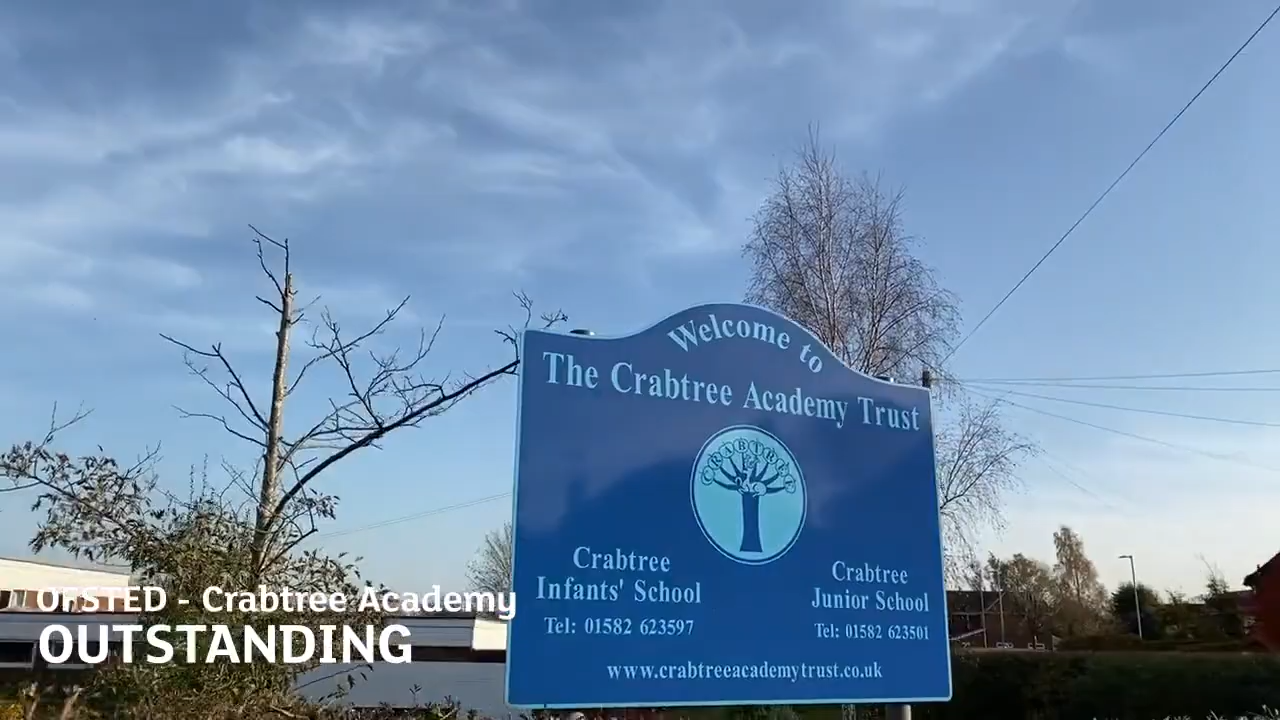 Welcome to
The Crabtree Academy Trust
CRABTREE
Crabtree
Infants' School
Tel: 01582 623597
Crabtree
Junior School
Tel: 01582 623501
www.crabtreeacademytrust.co.uk
OFSTED - Crabtree Academy
OUTSTANDING